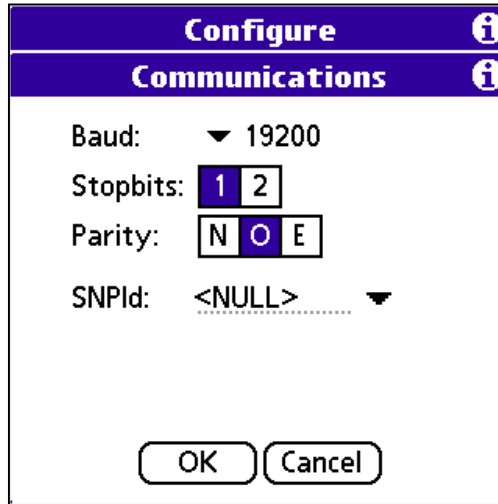 Configure i
Communications i
Baud: 19200
Stopbits: 1 2
Parity: N O E
SNPId: <NULL>
OK Cancel